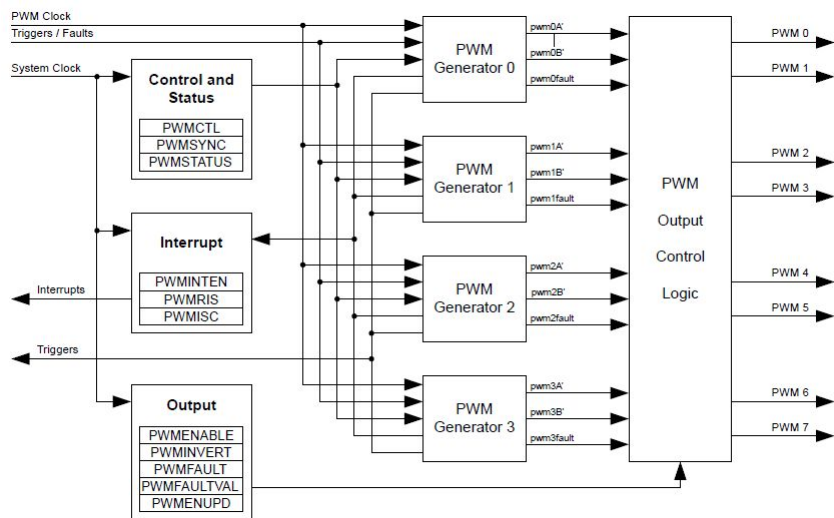 PWM Clock
Triggers / Faults
System Clock
Control and
Status
PWMCTL
PWMSYNC
PWMSTATUS
Interrupt
PWMINTEN
PWMRIS
PWMISC
Interrupts
Triggers
Output
PWMENABLE
PWMINVERT
PWMFAULT
PWMFAULTVAL
PWMENUPD
PWM
Generator 0
pwm0A'
pwm0B'
pwm0fault
PWM
Generator 1
pwm1A'
pwm1B'
pwm1fault
PWM
Generator 2
pwm2A'
pwm2B'
pwm2fault
PWM
Generator 3
pwm3A'
pwm3B'
pwm3fault
PWM
Output
Control
Logic
PWM 0
PWM 1
PWM 2
PWM 3
PWM 4
PWM 5
PWM 6
PWM 7